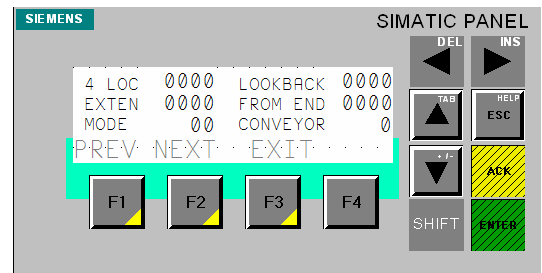 SIEMENS
SIMATIC PANEL
DEL
INS
4 LOC 0000 LOOKBACK 0000
EXTEN 0000 FROM END 0000
MODE 00 CONVEYOR 0
PREV NEXT EXIT
TAB
HELP
ESC
+/-
ACK
F1
F2
F3
F4
SHIFT
ENTER